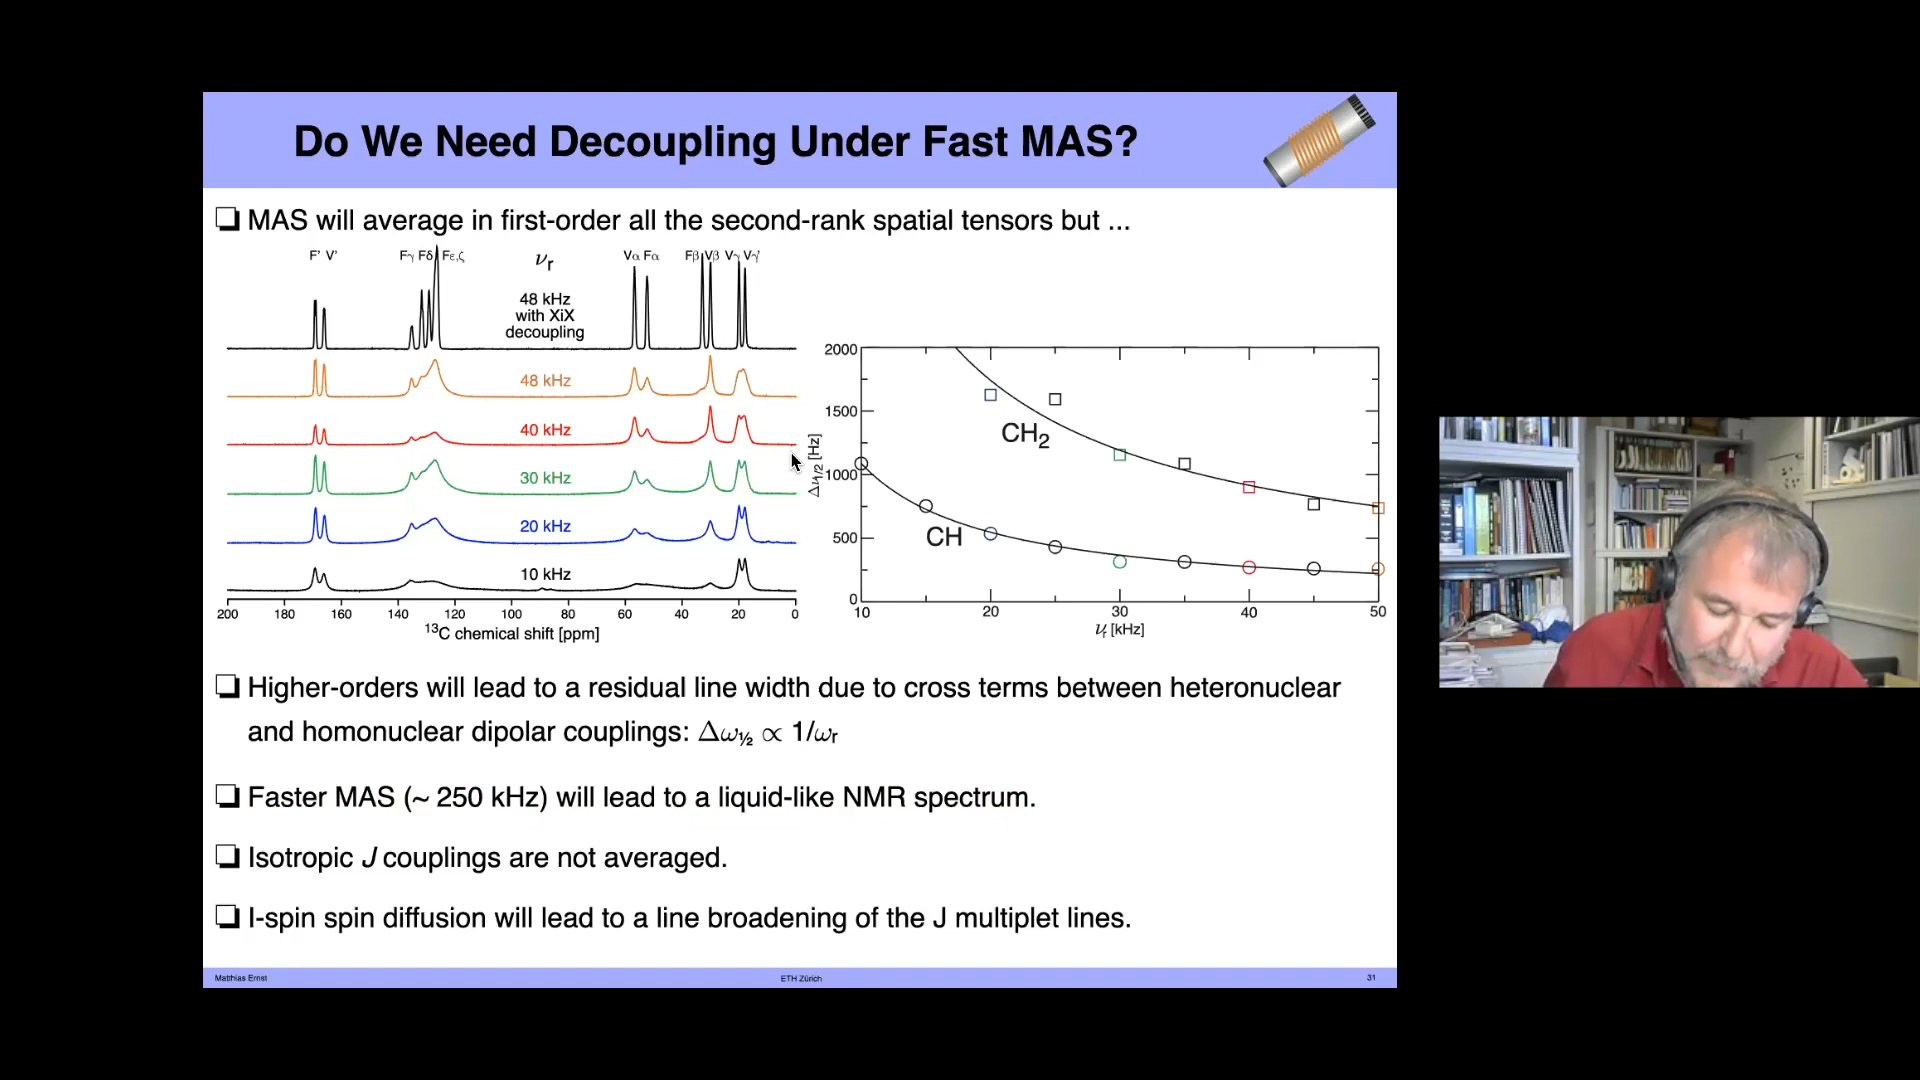 Do We Need Decoupling Under Fast MAS?
❏ MAS will average in first-order all the second-rank spatial tensors but ...
F' V' Fγ Fδ Fε,ζ νr Vα Fα Fβ Vβ Vγ Vγ'
48 kHz
with XiX
decoupling
48 kHz
40 kHz
30 kHz
20 kHz
10 kHz
200 180 160 140 120 100 80 60 40 20 0
¹³C chemical shift [ppm]
2000
1500
1000
500
0
Δν1/2 [Hz]
CH₂
CH
10 20 30 40 50
νr [kHz]
❏ Higher-orders will lead to a residual line width due to cross terms between heteronuclear
and homonuclear dipolar couplings: Δω½ ∝ 1/ωr
❏ Faster MAS (~ 250 kHz) will lead to a liquid-like NMR spectrum.
❏ Isotropic J couplings are not averaged.
❏ I-spin spin diffusion will lead to a line broadening of the J multiplet lines.
Matthias Ernst ETH Zürich 31